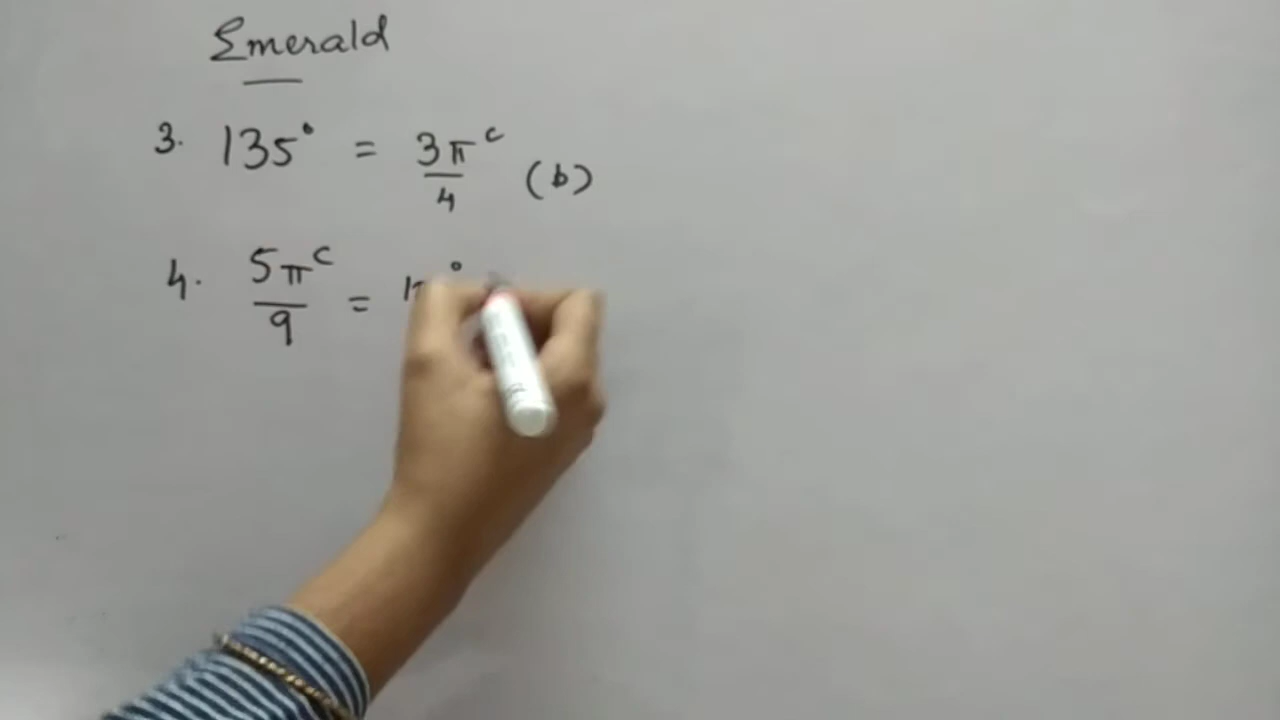 Emerald
3. 135° = 3π^c/4 (b)
4. 5π^c/9 =